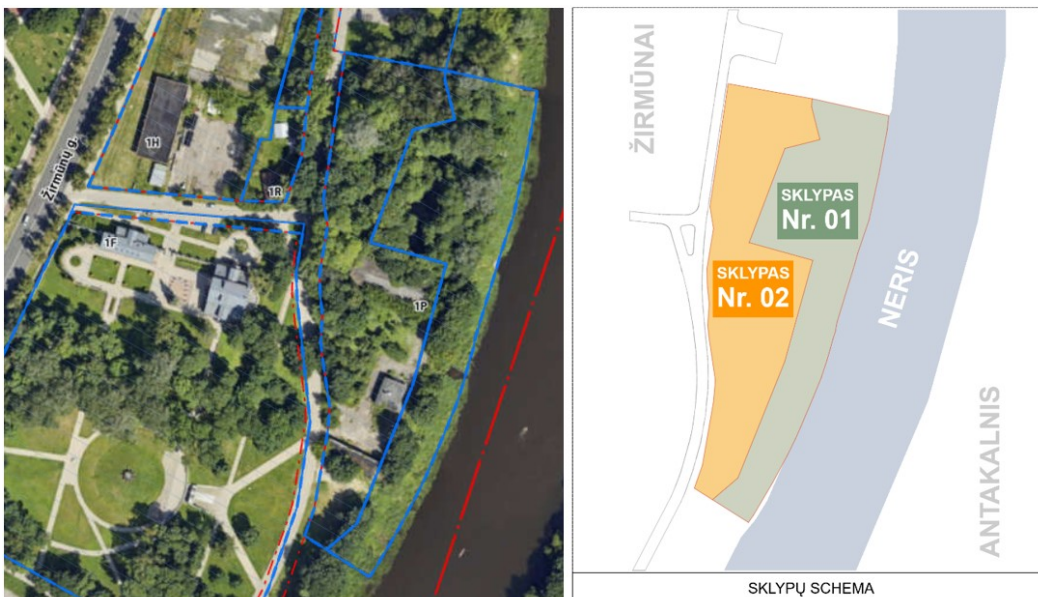 Žirmūnų g.
1H
1R
1F
1P
ŽIRMŪNAI
SKLYPAS
Nr. 01
SKLYPAS
Nr. 02
NERIS
ANTAKALNIS
SKLYPŲ SCHEMA